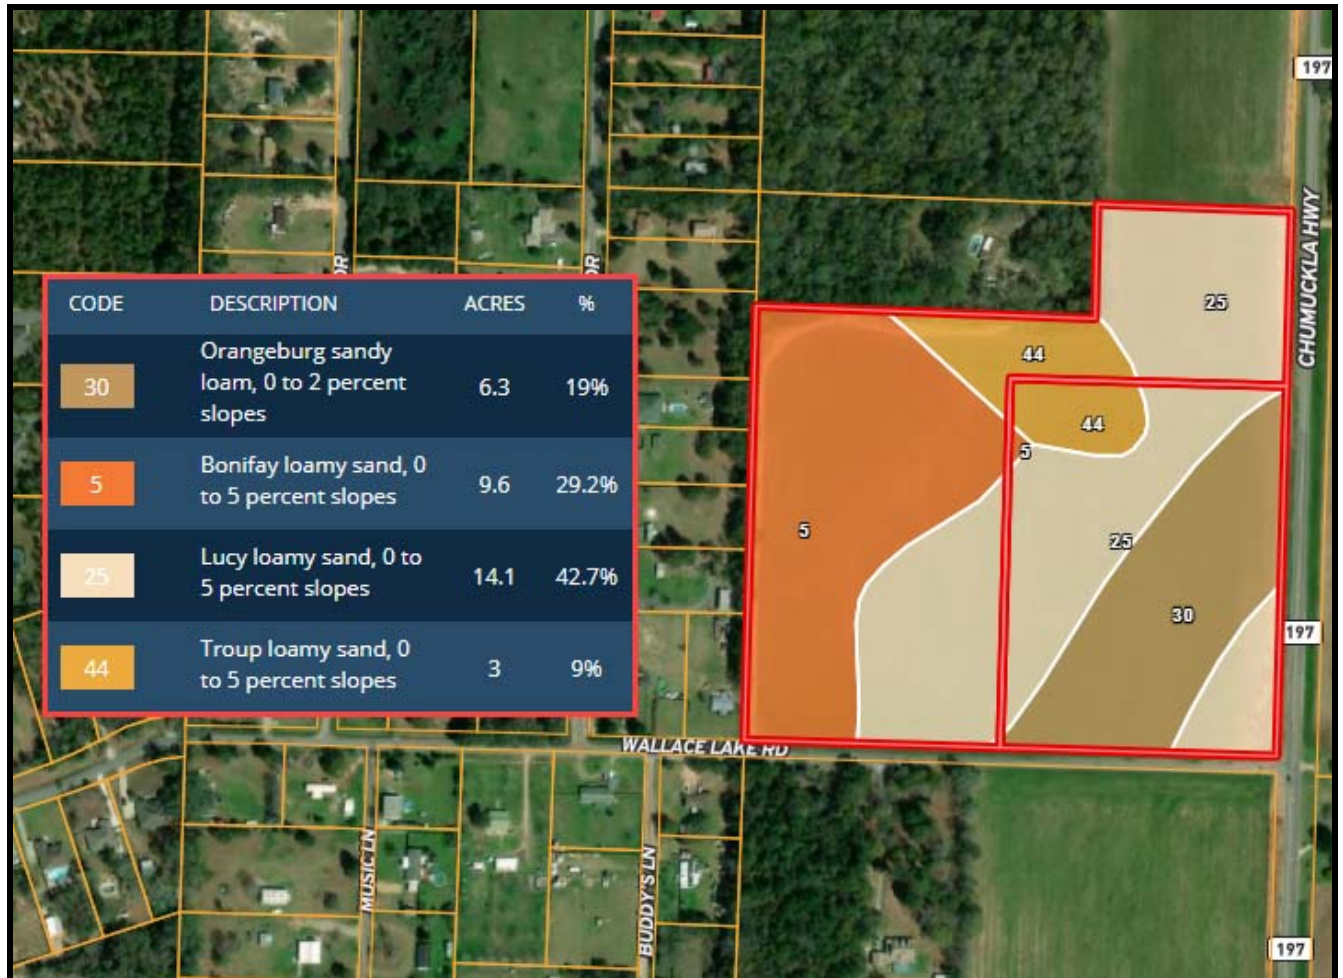 197
CHUMUCKLA HWY
DR
DR
CODE DESCRIPTION ACRES %
30 Orangeburg sandy
loam, 0 to 2 percent
slopes 6.3 19%
5 Bonifay loamy sand, 0
to 5 percent slopes 9.6 29.2%
25 Lucy loamy sand, 0 to
5 percent slopes 14.1 42.7%
44 Troup loamy sand, 0
to 5 percent slopes 3 9%
25
44
44
5
5
25
30
197
WALLACE LAKE RD
MUSIC LN
BUDDY'S LN
197